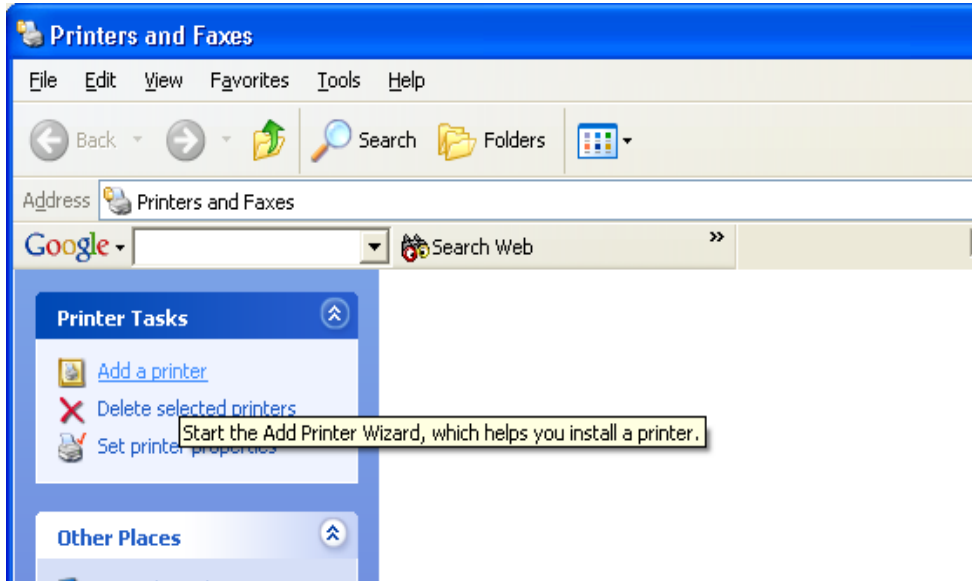 Printers and Faxes
File Edit View Favorites Tools Help
Back Search Folders
Address Printers and Faxes
Google Search Web »
Printer Tasks
Add a printer
Delete selected printers
Start the Add Printer Wizard, which helps you install a printer.
Set printer properties
Other Places